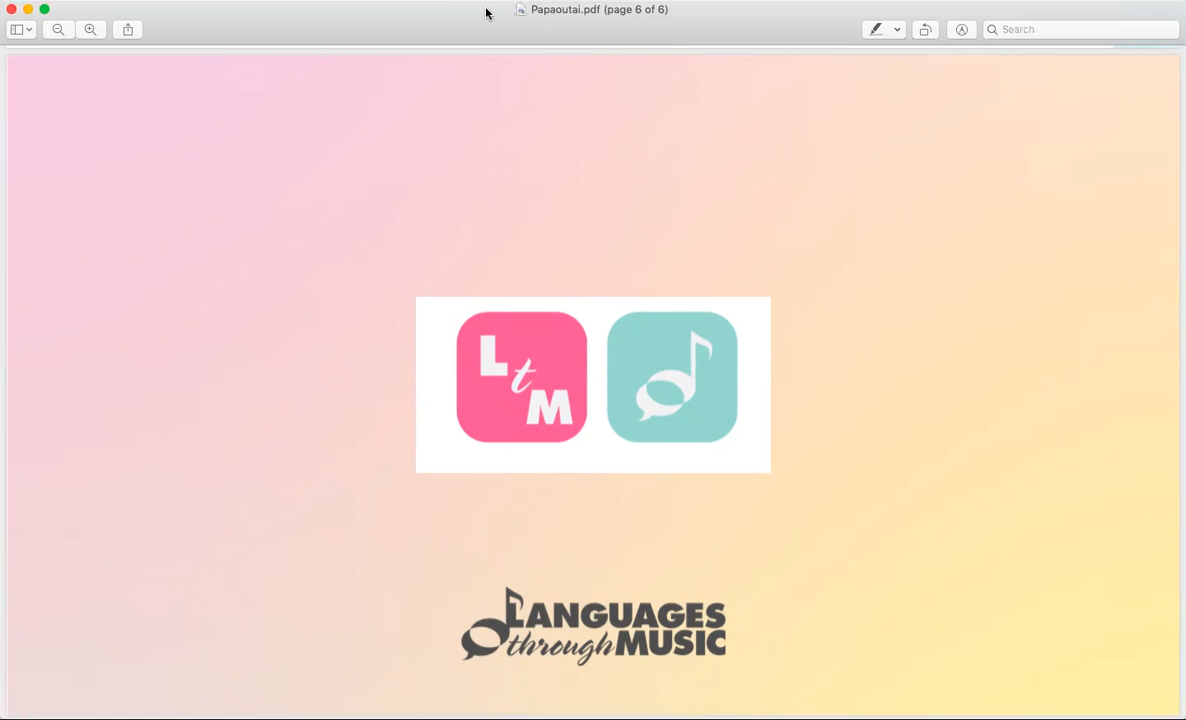 Papaoutai.pdf (page 6 of 6)
Search
L
t
M
LANGUAGES
through MUSIC